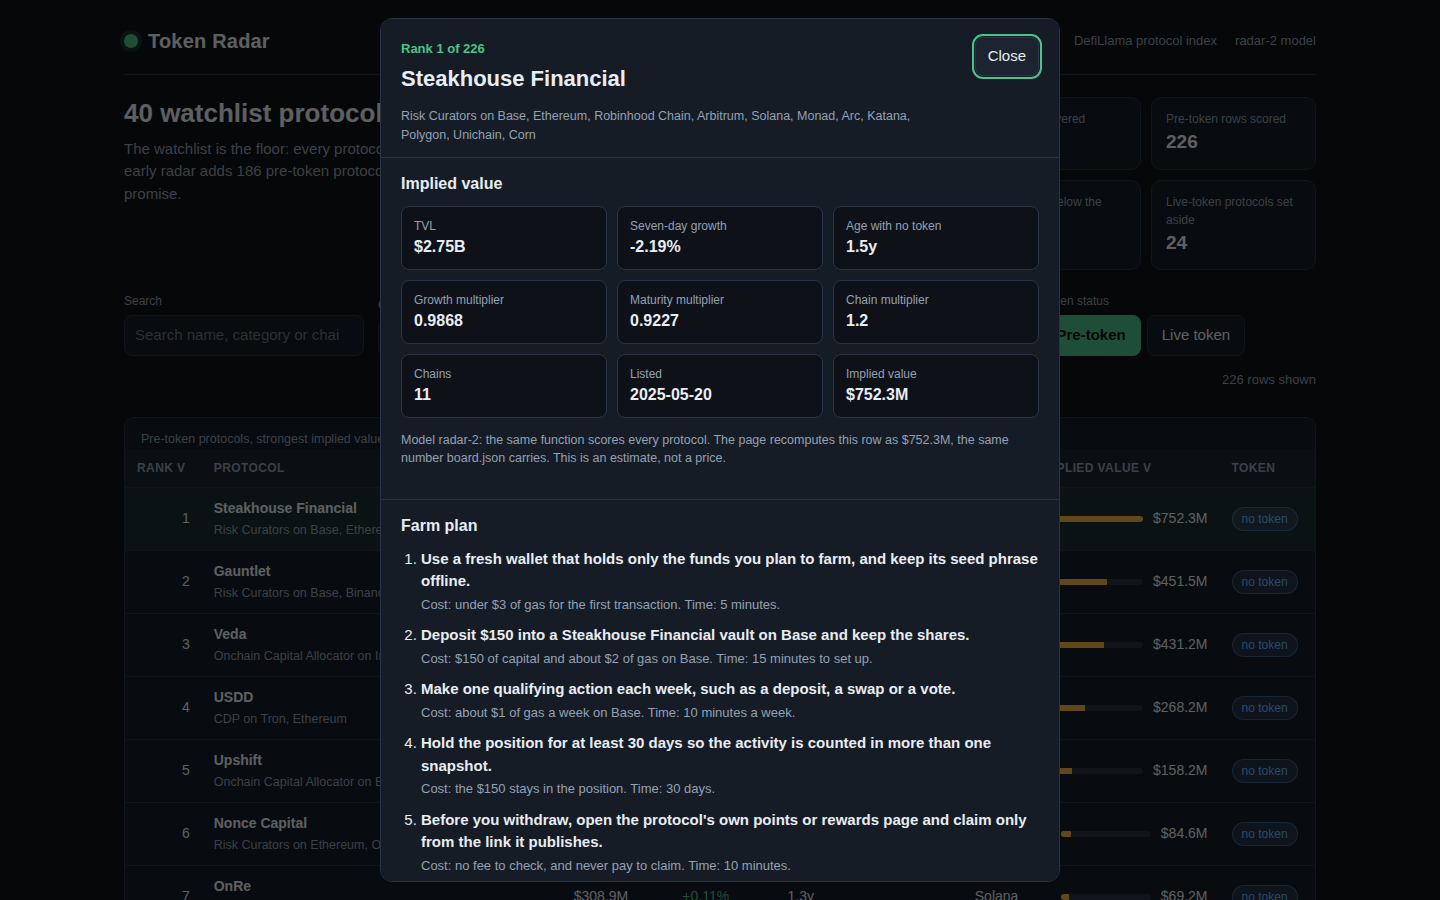 Token Radar
DefiLlama protocol index
radar-2 model
40 watchlist protocol
The watchlist is the floor: every protoco
early radar adds 186 pre-token protoco
promise.
Pre-token rows scored
226
elow the
Live-token protocols set
aside
24
Search
en status
Search name, category or chai
Pre-token
Live token
226 rows shown
Pre-token protocols, strongest implied value
RANK V
PROTOCOL
PLIED VALUE V
TOKEN
1
Steakhouse Financial
Risk Curators on Base, Ethere
$752.3M
no token
2
Gauntlet
Risk Curators on Base, Binanc
$451.5M
no token
3
Veda
Onchain Capital Allocator on
$431.2M
no token
4
USDD
CDP on Tron, Ethereum
$268.2M
no token
5
Upshift
Onchain Capital Allocator on
$158.2M
no token
6
Nonce Capital
Risk Curators on Ethereum,
$84.6M
no token
7
OnRe
$308.9M
+0.11%
1.3y
Solana
$69.2M
no token
Rank 1 of 226
Close
Steakhouse Financial
Risk Curators on Base, Ethereum, Robinhood Chain, Arbitrum, Solana, Monad, Arc, Katana,
Polygon, Unichain, Corn
Implied value
TVL
$2.75B
Seven-day growth
-2.19%
Age with no token
1.5y
Growth multiplier
0.9868
Maturity multiplier
0.9227
Chain multiplier
1.2
Chains
11
Listed
2025-05-20
Implied value
$752.3M
Model radar-2: the same function scores every protocol. The page recomputes this row as $752.3M, the same
number board.json carries. This is an estimate, not a price.
Farm plan
1. Use a fresh wallet that holds only the funds you plan to farm, and keep its seed phrase
offline.
Cost: under $3 of gas for the first transaction. Time: 5 minutes.
2. Deposit $150 into a Steakhouse Financial vault on Base and keep the shares.
Cost: $150 of capital and about $2 of gas on Base. Time: 15 minutes to set up.
3. Make one qualifying action each week, such as a deposit, a swap or a vote.
Cost: about $1 of gas a week on Base. Time: 10 minutes a week.
4. Hold the position for at least 30 days so the activity is counted in more than one
snapshot.
Cost: the $150 stays in the position. Time: 30 days.
5. Before you withdraw, open the protocol's own points or rewards page and claim only
from the link it publishes.
Cost: no fee to check, and never pay to claim. Time: 10 minutes.